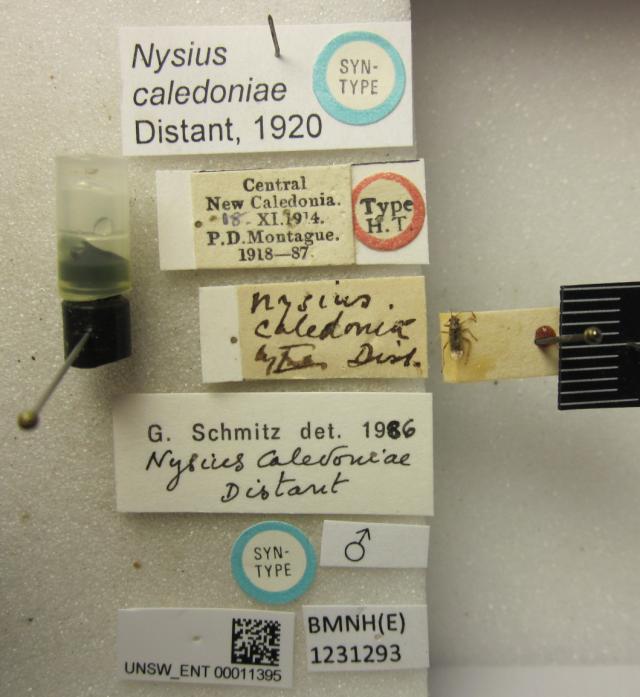 Nysius
caledoniae
Distant, 1920
SYN-
TYPE
Central
New Caledonia.
18. XI.1914.
P.D.Montague.
1918—87.
Type
H.T.
Nysius.
Caledoniæ
Dist.
G. Schmitz det. 1986
Nysius Caledoniae
Distant
SYN-
TYPE
♂
UNSW_ENT 00011395
BMNH(E)
1231293